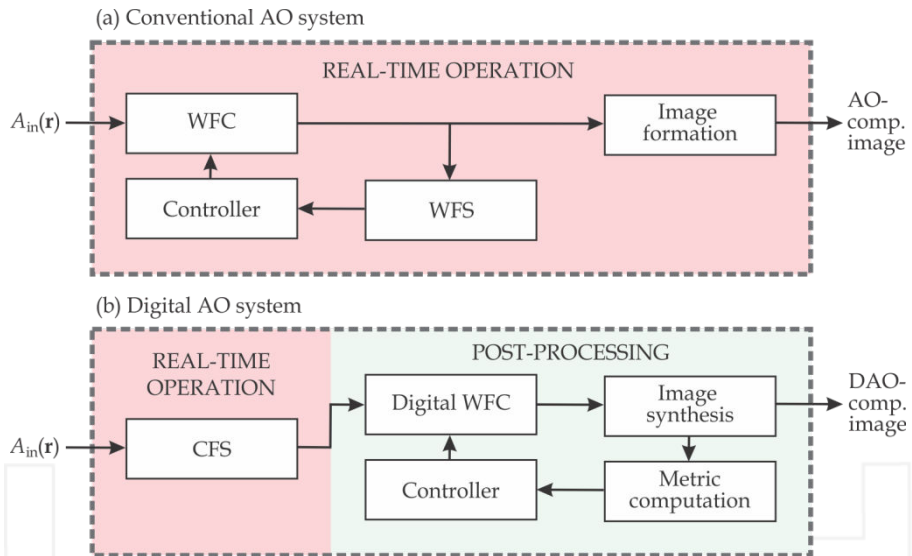 (a) Conventional AO system
REAL-TIME OPERATION
A_in(r)
WFC
Image
formation
AO-
comp.
image
Controller
WFS
(b) Digital AO system
REAL-TIME
OPERATION
POST-PROCESSING
A_in(r)
CFS
Digital WFC
Image
synthesis
DAO-
comp.
image
Controller
Metric
computation